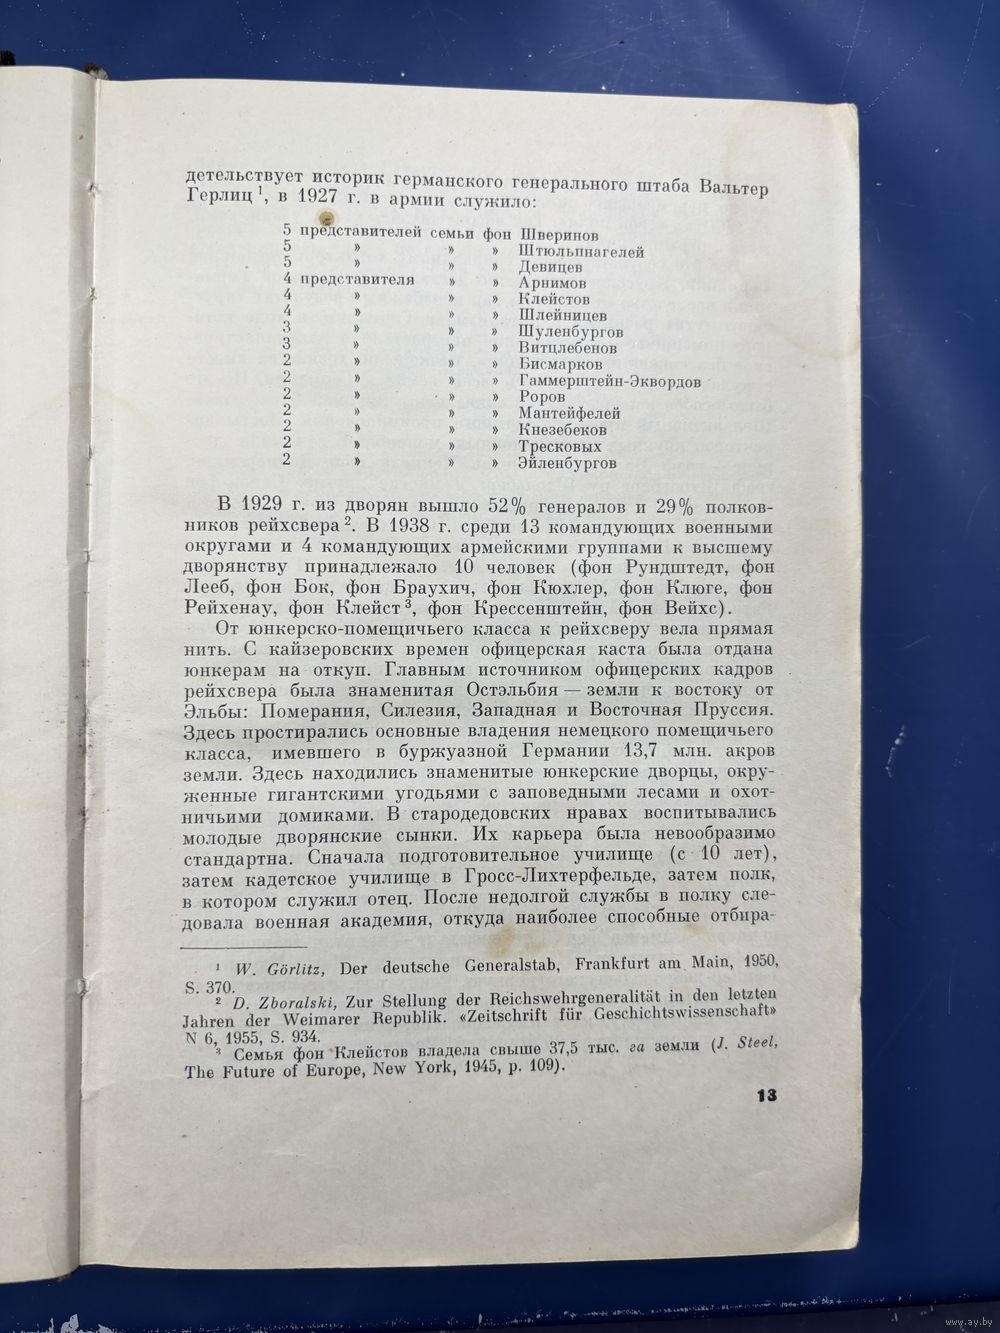 детельствует историк германского генерального штаба Вальтер
Герлиц ¹, в 1927 г. в армии служило:
5 представителей семьи фон Шверинов
5 » » » Штюльпнагелей
5 » » » Девицев
4 представителя » » Арнимов
4 » » » Клейстов
4 » » » Шлейницев
3 » » » Шуленбургов
3 » » » Витцлебенов
2 » » » Бисмарков
2 » » » Гаммерштейн-Эквордов
2 » » » Роров
2 » » » Мантейфелей
2 » » » Кнезебеков
2 » » » Тресковых
2 » » » Эйленбургов
В 1929 г. из дворян вышло 52% генералов и 29% полков-
ников рейхсвера ². В 1938 г. среди 13 командующих военными
округами и 4 командующих армейскими группами к высшему
дворянству принадлежало 10 человек (фон Рундштедт, фон
Лееб, фон Бок, фон Браухич, фон Кюхлер, фон Клюге, фон
Рейхенау, фон Клейст ³, фон Крессенштейн, фон Вейхс).
От юнкерско-помещичьего класса к рейхсверу вела прямая
нить. С кайзеровских времен офицерская каста была отдана
юнкерам на откуп. Главным источником офицерских кадров
рейхсвера была знаменитая Остэльбия — земли к востоку от
Эльбы: Померания, Силезия, Западная и Восточная Пруссия.
Здесь простирались основные владения немецкого помещичьего
класса, имевшего в буржуазной Германии 13,7 млн. акров
земли. Здесь находились знаменитые юнкерские дворцы, окру-
женные гигантскими угодьями с заповедными лесами и охот-
ничьими домиками. В стародедовских нравах воспитывались
молодые дворянские сынки. Их карьера была невообразимо
стандартна. Сначала подготовительное училище (с 10 лет),
затем кадетское училище в Гросс-Лихтерфельде, затем полк,
в котором служил отец. После недолгой службы в полку сле-
довала военная академия, откуда наиболее способные отбира-
¹ W. Görlitz, Der deutsche Generalstab, Frankfurt am Main, 1950,
S. 370.
² D. Zboralski, Zur Stellung der Reichswehrgeneralität in den letzten
Jahren der Weimarer Republik. «Zeitschrift für Geschichtswissenschaft»
N 6, 1955, S. 934.
³ Семья фон Клейстов владела свыше 37,5 тыс. га земли (J. Steel,
The Future of Europe, New York, 1945, p. 109).
13
www.ay.by